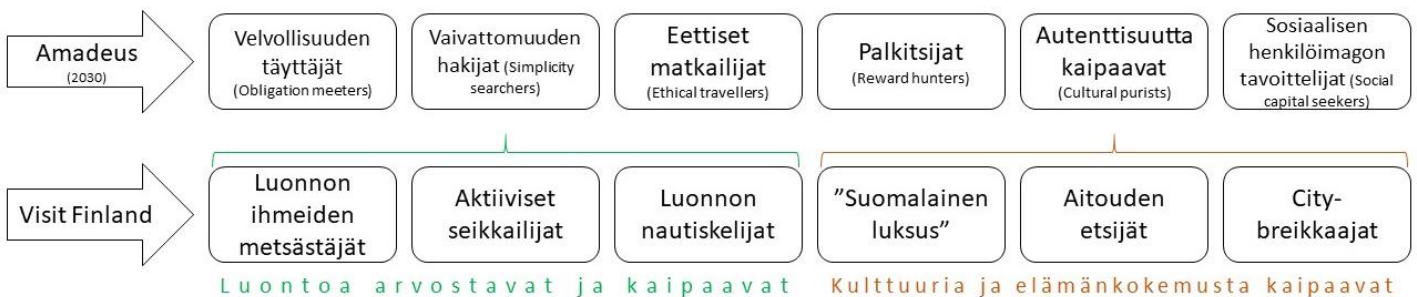 Amadeus
(2030)
Velvollisuuden
täyttäjät
(Obligation meeters)
Vaivattomuuden
hakijat (Simplicity
searchers)
Eettiset
matkailijat
(Ethical travellers)
Palkitsijat
(Reward hunters)
Autenttisuutta
kaipaavat
(Cultural purists)
Sosiaalisen
henkilöimagon
tavoittelijat (Social
capital seekers)
Visit Finland
Luonnon
ihmeiden
metsästäjät
Aktiiviset
seikkailijat
Luonnon
nautiskelijat
”Suomalainen
luksus”
Aitouden
etsijät
City-
breikkaajat
Luontoa arvostavat ja kaipaavat
Kulttuuria ja elämänkokemusta kaipaavat